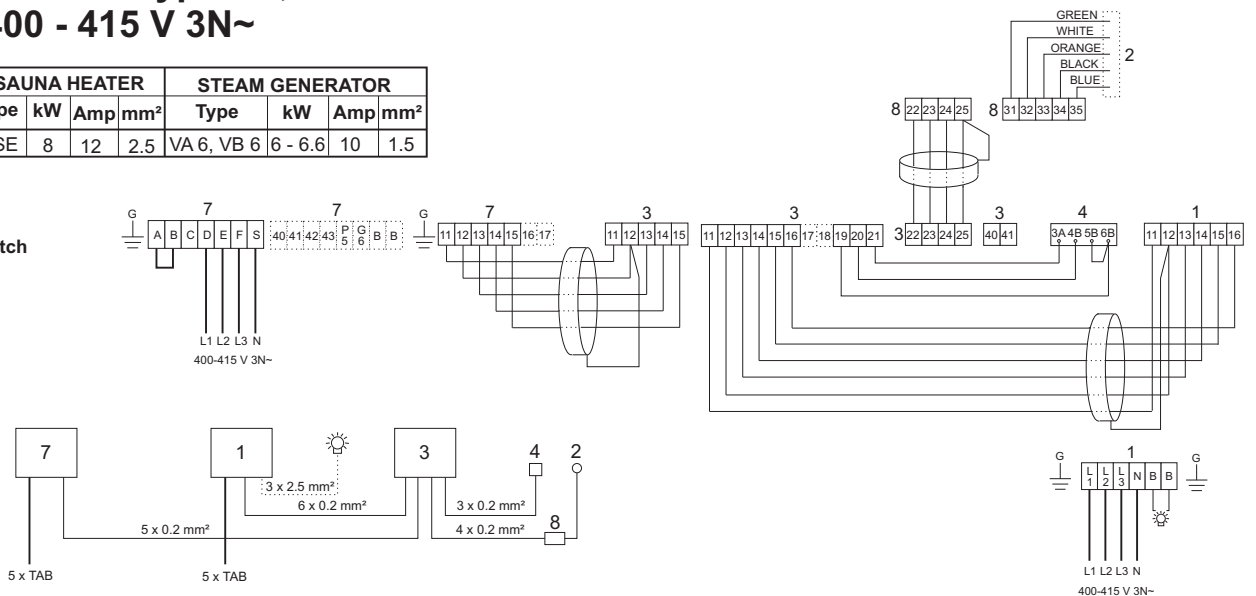 400 - 415 V 3N~
SAUNA HEATER STEAM GENERATOR
kW Amp mm² Type kW Amp mm²
8 12 2.5 VA 6, VB 6 6 - 6.6 10 1.5
GREEN
WHITE
ORANGE
BLACK
BLUE
2
8 22 23 24 25
8 31 32 33 34 35
G 7
A B C D E F S
7
40 41 42 43 P5 G6 B B
G 7
11 12 13 14 15 16 17
3
11 12 13 14 15
3
11 12 13 14 15 16 17 18 19 20 21
3 22 23 24 25
3
40 41
4
3A 4B 5B 6B
1
11 12 13 14 15 16
L1 L2 L3 N
400-415 V 3N~
7
1
3
4
2
3 x 2.5 mm²
6 x 0.2 mm²
3 x 0.2 mm²
5 x 0.2 mm²
4 x 0.2 mm²
8
5 x TAB
5 x TAB
G 1 G
L1 L2 L3 N B B
L1 L2 L3 N
400-415 V 3N~